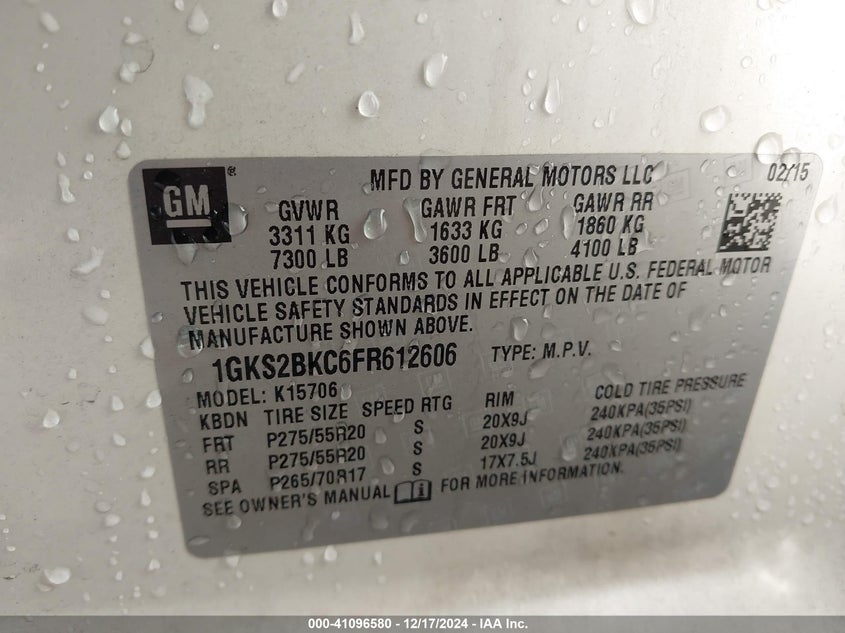 GM ® MFD BY GENERAL MOTORS LLC 02/15
GVWR GAWR FRT GAWR RR
3311 KG 1633 KG 1860 KG
7300 LB 3600 LB 4100 LB
THIS VEHICLE CONFORMS TO ALL APPLICABLE U.S. FEDERAL MOTOR
VEHICLE SAFETY STANDARDS IN EFFECT ON THE DATE OF
MANUFACTURE SHOWN ABOVE.
1GKS2BKC6FR612606 TYPE: M.P.V.
MODEL: K15706
KBDN TIRE SIZE SPEED RTG RIM COLD TIRE PRESSURE
FRT P275/55R20 S 20X9J 240KPA(35PSI)
RR P275/55R20 S 20X9J 240KPA(35PSI)
SPA P265/70R17 S 17X7.5J 240KPA(35PSI)
SEE OWNER'S MANUAL i FOR MORE INFORMATION.
000-41096580 - 12/17/2024 - IAA Inc.